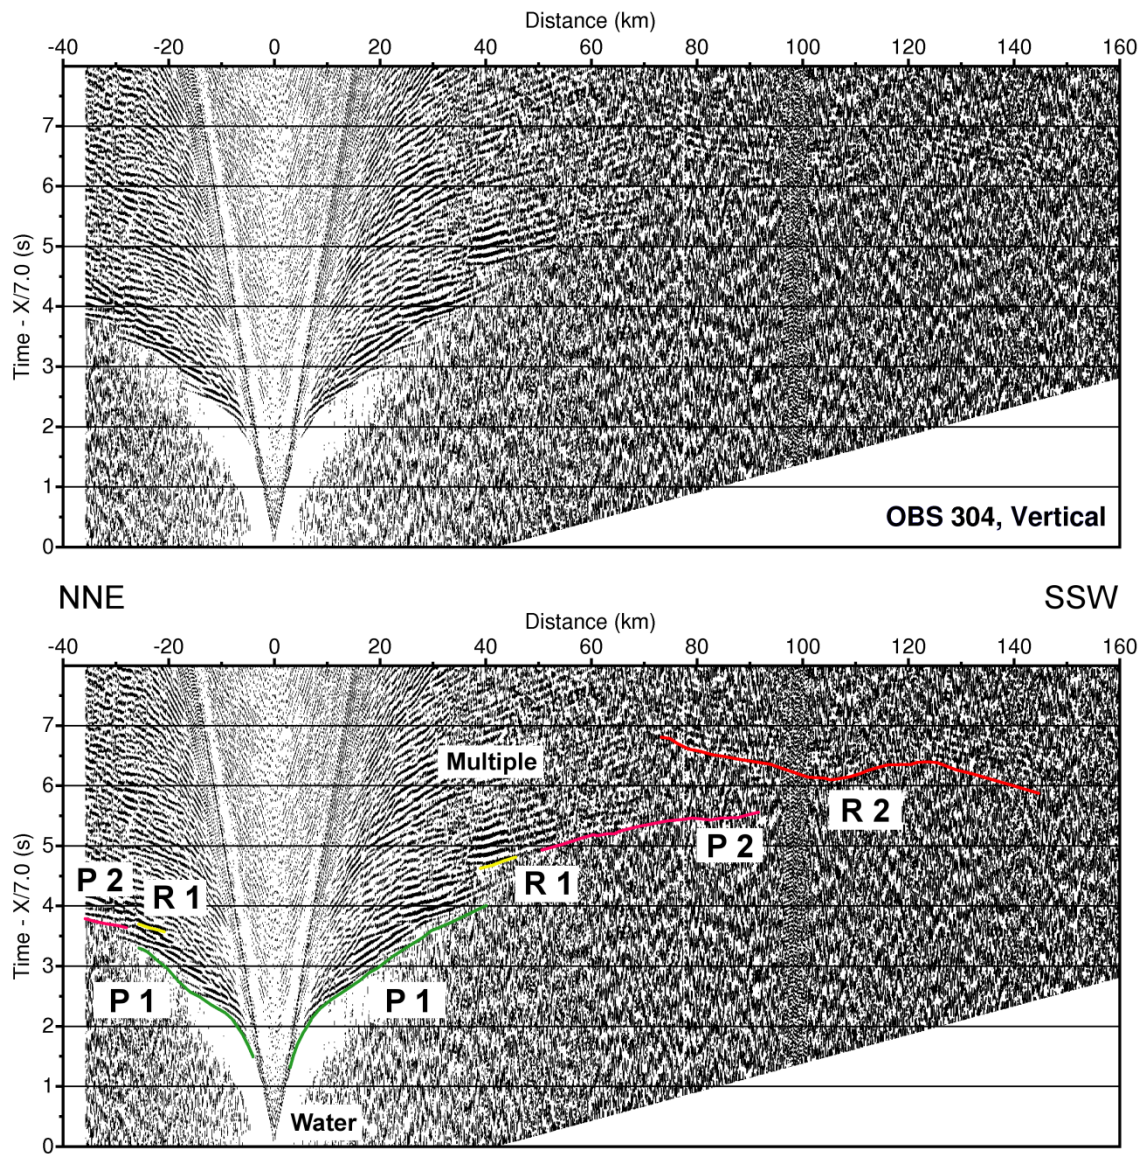 Distance (km)
-40 -20 0 20 40 60 80 100 120 140 160
7
6
5
4
3
2
1
0
Time - X/7.0 (s)
OBS 304, Vertical
NNE SSW
Distance (km)
-40 -20 0 20 40 60 80 100 120 140 160
7
Multiple
6
R 2
5
P 2
P 2 R 1 R 1
4
3
P 1 P 1
2
1
Water
0
Time - X/7.0 (s)